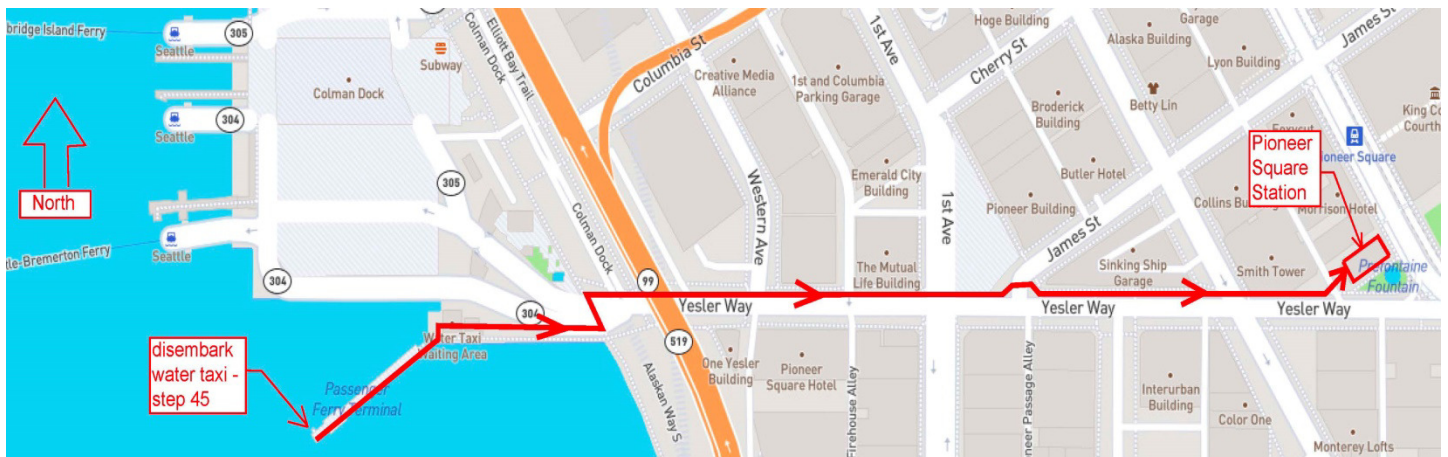 bridge Island Ferry
305
Seattle
Subway
Colman Dock
304
Seattle
North
305
Seattle
tle-Bremerton Ferry
304
304
Water Taxi
Waiting Area
disembark
water taxi -
step 45
Passenger
Ferry Terminal
Elliott Bay Trail
Colman Dock
Colman Dock
Columbia St
Creative Media
Alliance
1st and Columbia
Parking Garage
1st Ave
Hoge Building
Cherry St
Garage
Alaska Building
Lyon Building
James St
Betty Lin
King Co
Courth
Broderick
Building
Pioneer
Square
Station
ioneer Square
Emerald City
Building
Butler Hotel
Western Ave
1st Ave
Pioneer Building
James St
Collins Bu
Morrison Hotel
The Mutual
Life Building
Sinking Ship
Garage
Smith Tower
Prefontaine
Fountain
99
Yesler Way
Yesler Way
Yesler Way
519
Alaskan Way S
One Yesler
Building
Pioneer
Square Hotel
Firehouse Alley
neer Passage Alley
Interurban
Building
Color One
Monterey Lofts